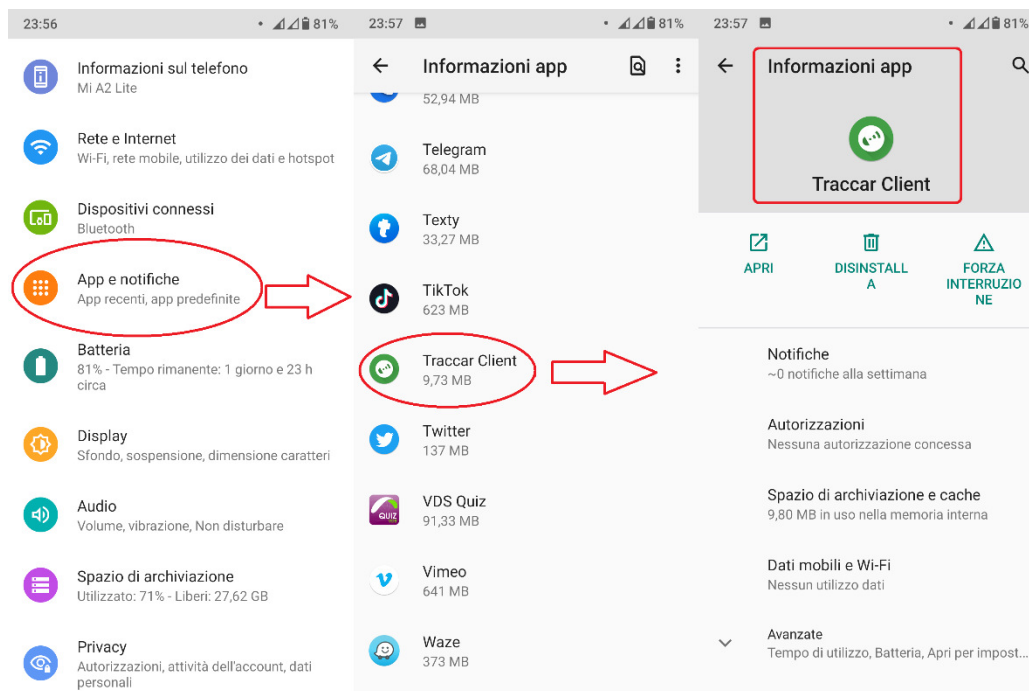 23:56
81%
Informazioni sul telefono
Mi A2 Lite
Rete e Internet
Wi-Fi, rete mobile, utilizzo dei dati e hotspot
Dispositivi connessi
Bluetooth
App e notifiche
App recenti, app predefinite
Batteria
81% - Tempo rimanente: 1 giorno e 23 h
circa
Display
Sfondo, sospensione, dimensione caratteri
Audio
Volume, vibrazione, Non disturbare
Spazio di archiviazione
Utilizzato: 71% - Liberi: 27,62 GB
Privacy
Autorizzazioni, attività dell'account, dati
personali
23:57
81%
Informazioni app
52,94 MB
Telegram
68,04 MB
Texty
33,27 MB
TikTok
623 MB
Traccar Client
9,73 MB
Twitter
137 MB
VDS Quiz
QUIZ
91,33 MB
Vimeo
641 MB
Waze
373 MB
23:57
81%
Informazioni app
Traccar Client
APRI
DISINSTALL
A
FORZA
INTERRUZIO
NE
Notifiche
~0 notifiche alla settimana
Autorizzazioni
Nessuna autorizzazione concessa
Spazio di archiviazione e cache
9,80 MB in uso nella memoria interna
Dati mobili e Wi-Fi
Nessun utilizzo dati
Avanzate
Tempo di utilizzo, Batteria, Apri per impost...